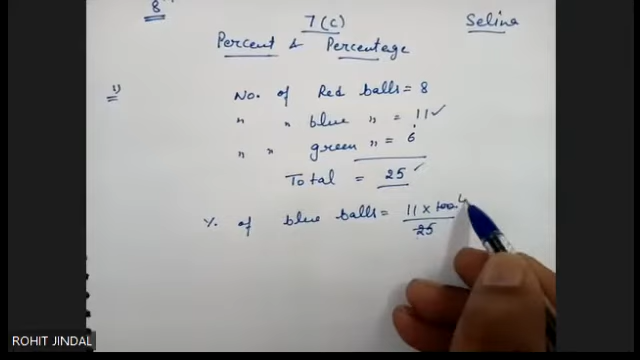 8
7(c) Selina
Percent & Percentage
1) No. of Red balls = 8
" " blue " = 11 ✓
" " green " = 6
Total = 25 ✓
% of blue balls = 11 × 100 4
25
ROHIT JINDAL